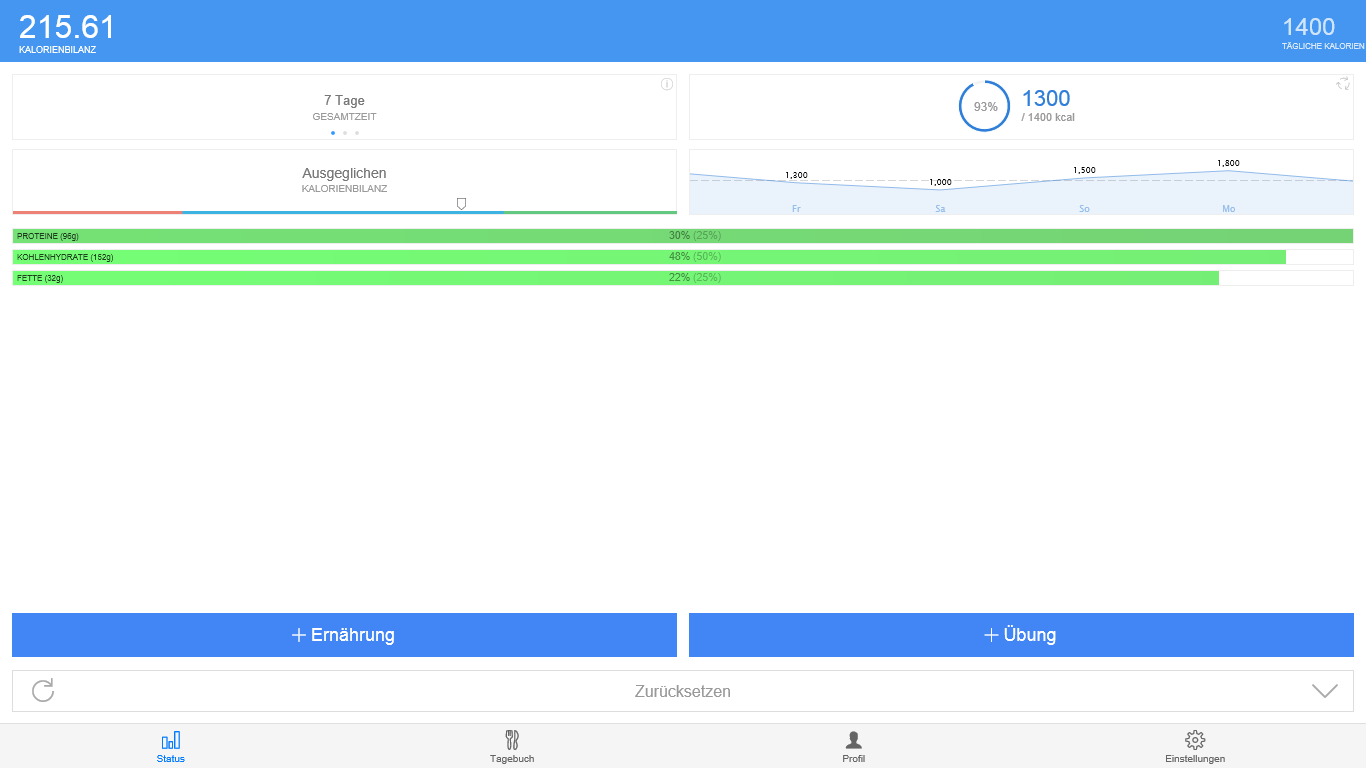 215.61
KALORIENBILANZ
1400
TÄGLICHE KALORIEN
7 Tage
GESAMTZEIT
93%
1300
/ 1400 kcal
Ausgeglichen
KALORIENBILANZ
1,300
1,000
1,500
1,800
Fr
Sa
So
Mo
PROTEINE (96g)
30% (25%)
KOHLENHYDRATE (152g)
48% (50%)
FETTE (32g)
22% (25%)
+ Ernährung
+ Übung
Zurücksetzen
Status
Tagebuch
Profil
Einstellungen